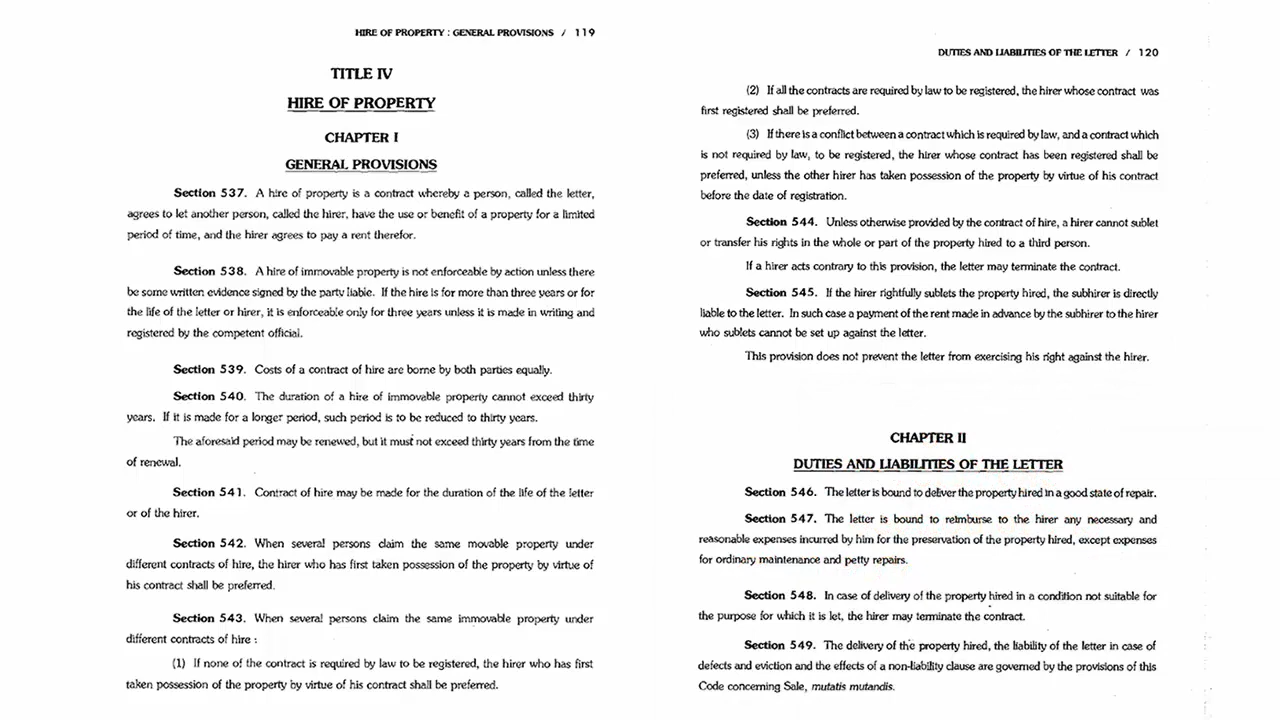 HIRE OF PROPERTY : GENERAL PROVISIONS / 119
TITLE IV
HIRE OF PROPERTY
CHAPTER I
GENERAL PROVISIONS
Section 537. A hire of property is a contract whereby a person, called the letter,
agrees to let another person, called the hirer, have the use or benefit of a property for a limited
period of time, and the hirer agrees to pay a rent therefor.
Section 538. A hire of immovable property is not enforceable by action unless there
be some written evidence signed by the party liable. If the hire is for more than three years or for
the life of the letter or hirer, it is enforceable only for three years unless it is made in writing and
registered by the competent official.
Section 539. Costs of a contract of hire are borne by both parties equally.
Section 540. The duration of a hire of immovable property cannot exceed thirty
years. If it is made for a longer period, such period is to be reduced to thirty years.
The aforesaid period may be renewed, but it must not exceed thirty years from the time
of renewal.
Section 541. Contract of hire may be made for the duration of the life of the letter
or of the hirer.
Section 542. When several persons claim the same movable property under
different contracts of hire, the hirer who has first taken possession of the property by virtue of
his contract shall be preferred.
Section 543. When several persons claim the same immovable property under
different contracts of hire :
(1) If none of the contract is required by law to be registered, the hirer who has first
taken possession of the property by virtue of his contract shall be preferred.
DUTIES AND LIABILITIES OF THE LETTER / 120
(2) If all the contracts are required by law to be registered, the hirer whose contract was
first registered shall be preferred.
(3) If there is a conflict between a contract which is required by law, and a contract which
is not required by law, to be registered, the hirer whose contract has been registered shall be
preferred, unless the other hirer has taken possession of the property by virtue of his contract
before the date of registration.
Section 544. Unless otherwise provided by the contract of hire, a hirer cannot sublet
or transfer his rights in the whole or part of the property hired to a third person.
If a hirer acts contrary to this provision, the letter may terminate the contract.
Section 545. If the hirer rightfully sublets the property hired, the subhirer is directly
liable to the letter. In such case a payment of the rent made in advance by the subhirer to the hirer
who sublets cannot be set up against the letter.
This provision does not prevent the letter from exercising his right against the hirer.
CHAPTER II
DUTIES AND LIABILITIES OF THE LETTER
Section 546. The letter is bound to deliver the property hired in a good state of repair.
Section 547. The letter is bound to reimburse to the hirer any necessary and
reasonable expenses incurred by him for the preservation of the property hired, except expenses
for ordinary maintenance and petty repairs.
Section 548. In case of delivery of the property hired in a condition not suitable for
the purpose for which it is let, the hirer may terminate the contract.
Section 549. The delivery of the property hired, the liability of the letter in case of
defects and eviction and the effects of a non-liability clause are governed by the provisions of this
Code concerning Sale, mutatis mutandis.